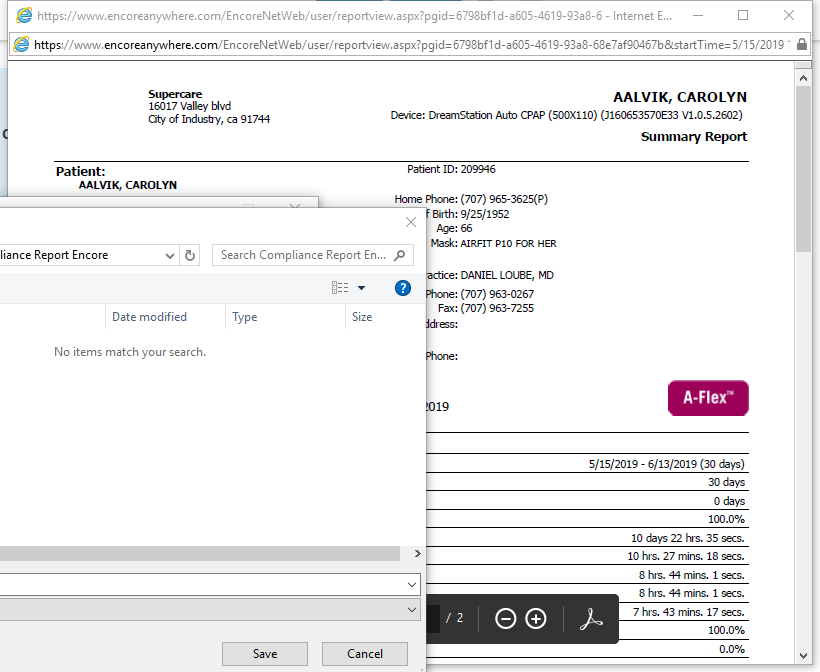 https://www.encoreanywhere.com/EncoreNetWeb/user/reportview.aspx?pgid=6798bf1d-a605-4619-93a8-6 - Internet E...
https://www.encoreanywhere.com/EncoreNetWeb/user/reportview.aspx?pgid=6798bf1d-a605-4619-93a8-68e7af90467b&startTime=5/15/2019
Supercare
16017 Valley blvd
City of Industry, ca 91744
AALVIK, CAROLYN
Device: DreamStation Auto CPAP (500X110) (J160653570E33 V1.0.5.2602)
Summary Report
Patient:
AALVIK, CAROLYN
Patient ID: 209946
Home Phone: (707) 965-3625(P)
f Birth: 9/25/1952
Age: 66
Mask: AIRFIT P10 FOR HER
actice: DANIEL LOUBE, MD
Phone: (707) 963-0267
Fax: (707) 963-7255
ddress:
Phone:
2019
A-Flex™
5/15/2019 - 6/13/2019 (30 days)
30 days
0 days
100.0%
10 days 22 hrs. 35 secs.
10 hrs. 27 mins. 18 secs.
8 hrs. 44 mins. 1 secs.
8 hrs. 44 mins. 1 secs.
7 hrs. 43 mins. 17 secs.
100.0%
0.0%
/ 2
liance Report Encore
Search Compliance Report En...
?
Date modified Type Size
No items match your search.
Save Cancel